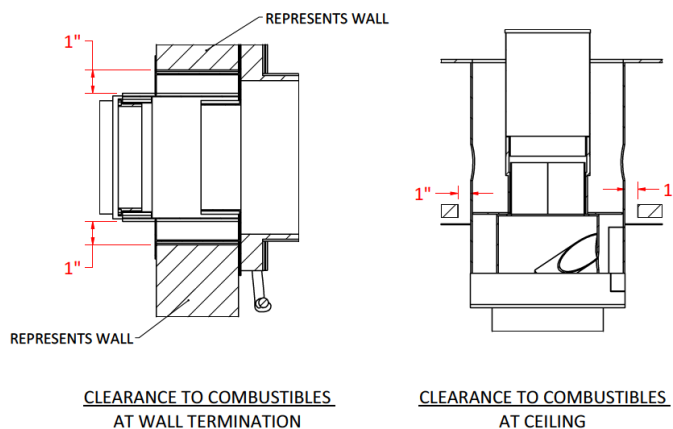 REPRESENTS WALL
1"
1"
1"
1
REPRESENTS WALL
CLEARANCE TO COMBUSTIBLES
AT WALL TERMINATION
CLEARANCE TO COMBUSTIBLES
AT CEILING